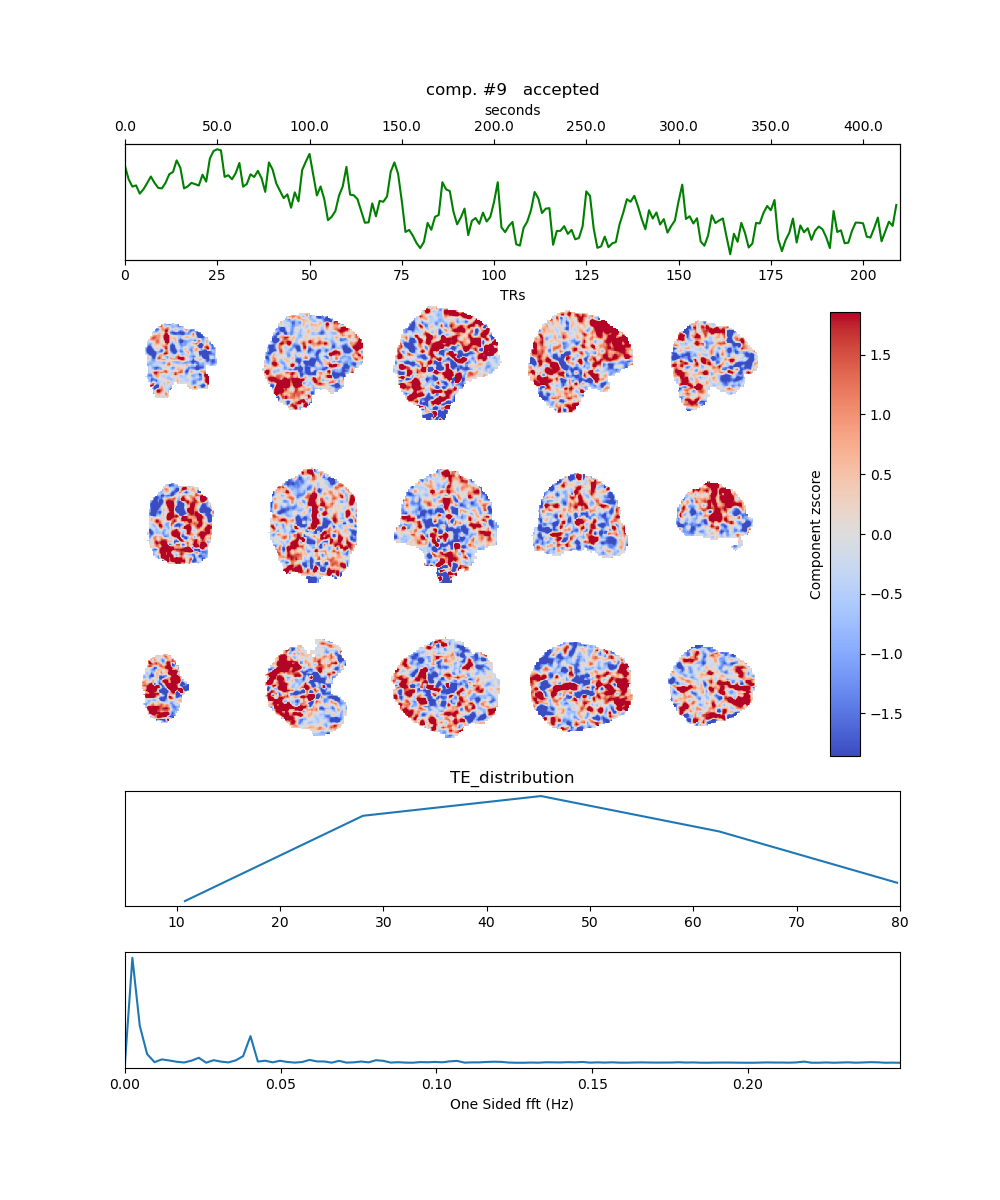 comp. #9   accepted
seconds
0.0 50.0 100.0 150.0 200.0 250.0 300.0 350.0 400.0
0 25 50 75 100 125 150 175 200
TRs
Component zscore
1.5
1.0
0.5
0.0
−0.5
−1.0
−1.5
TE_distribution
10 20 30 40 50 60 70 80
0.00 0.05 0.10 0.15 0.20
One Sided fft (Hz)